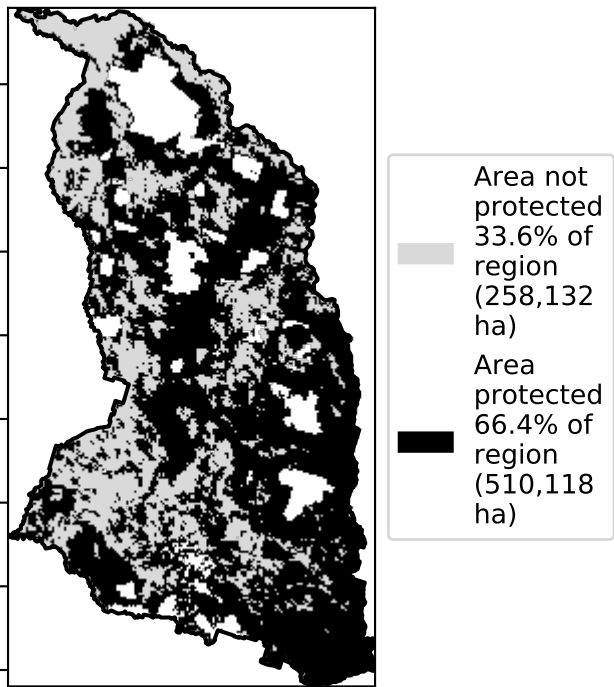 Area not
protected
33.6% of
region
(258,132
ha)
Area
protected
66.4% of
region
(510,118
ha)